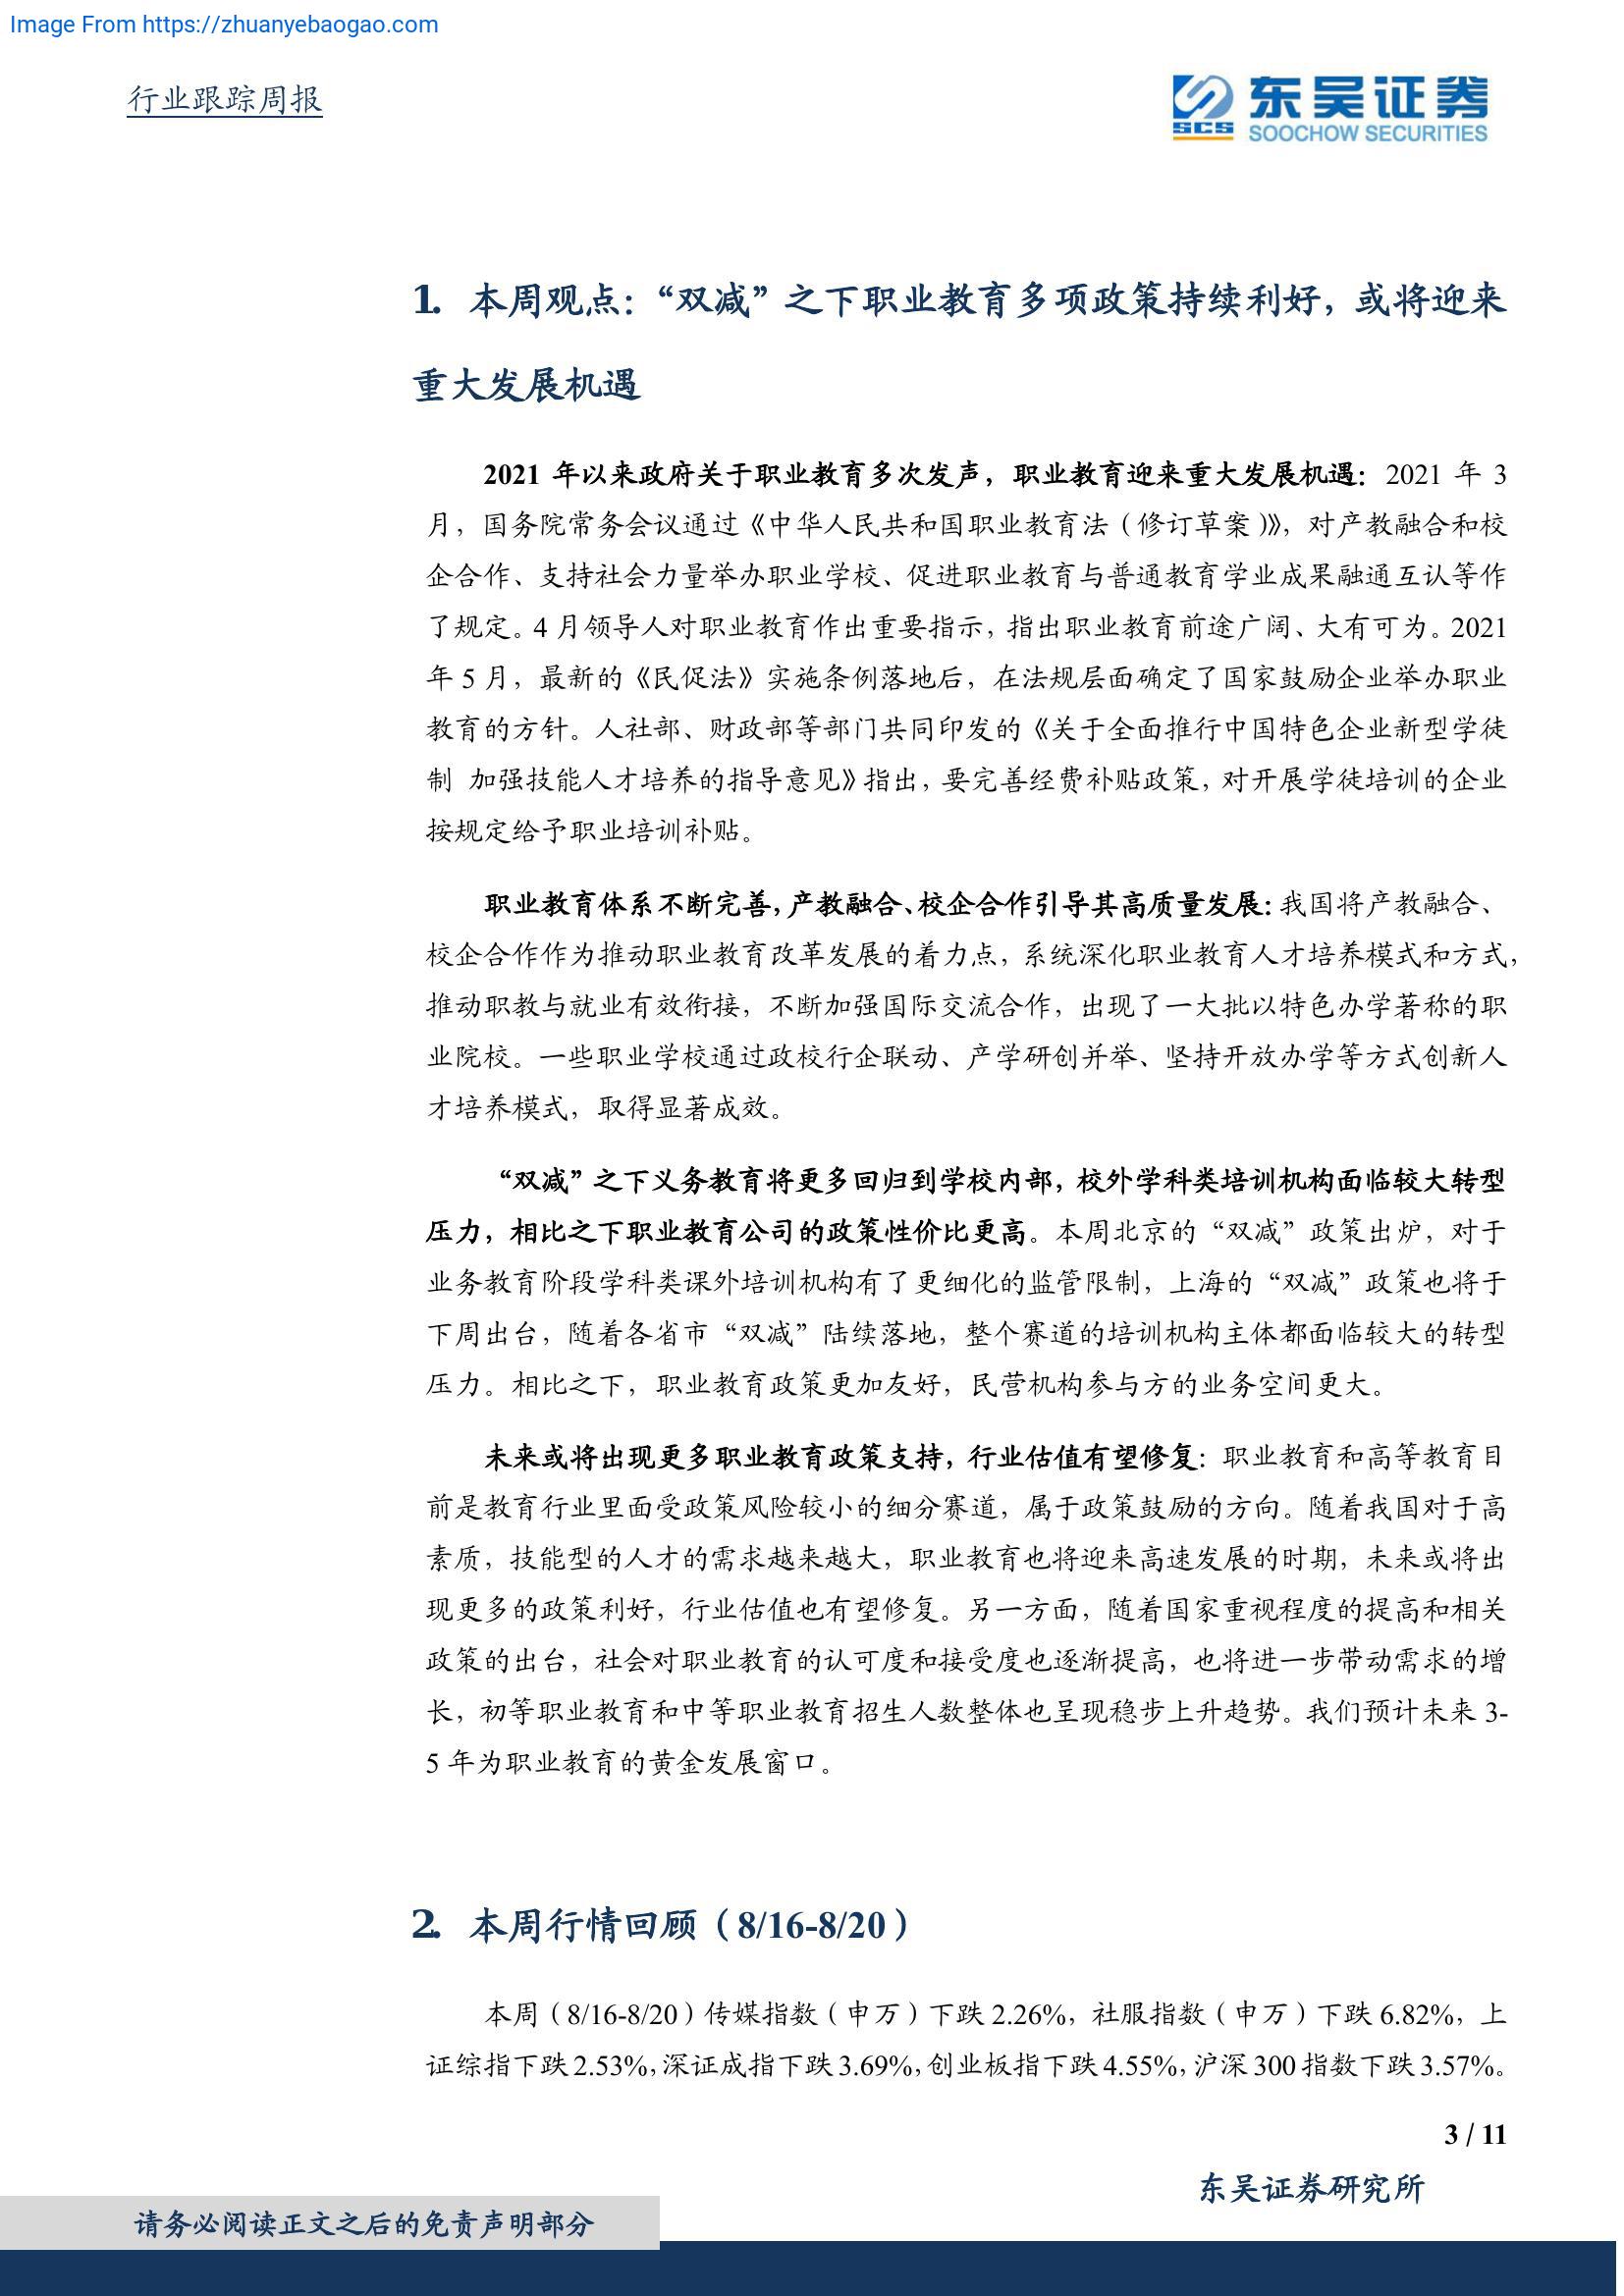 Image From https://zhuanyebaogao.com
行业跟踪周报
SCS
东吴证券
SOOCHOW SECURITIES
1. 本周观点：“双减”之下职业教育多项政策持续利好，或将迎来
重大发展机遇
2021 年以来政府关于职业教育多次发声，职业教育迎来重大发展机遇：2021 年 3
月，国务院常务会议通过《中华人民共和国职业教育法（修订草案）》，对产教融合和校
企合作、支持社会力量举办职业学校、促进职业教育与普通教育学业成果融通互认等作
了规定。4 月领导人对职业教育作出重要指示，指出职业教育前途广阔、大有可为。2021
年 5 月，最新的《民促法》实施条例落地后，在法规层面确定了国家鼓励企业举办职业
教育的方针。人社部、财政部等部门共同印发的《关于全面推行中国特色企业新型学徒
制 加强技能人才培养的指导意见》指出，要完善经费补贴政策，对开展学徒培训的企业
按规定给予职业培训补贴。
职业教育体系不断完善，产教融合、校企合作引导其高质量发展：我国将产教融合、
校企合作作为推动职业教育改革发展的着力点，系统深化职业教育人才培养模式和方式，
推动职教与就业有效衔接，不断加强国际交流合作，出现了一大批以特色办学著称的职
业院校。一些职业学校通过政校行企联动、产学研创并举、坚持开放办学等方式创新人
才培养模式，取得显著成效。
“双减”之下义务教育将更多回归到学校内部，校外学科类培训机构面临较大转型
压力，相比之下职业教育公司的政策性价比更高。本周北京的“双减”政策出炉，对于
业务教育阶段学科类课外培训机构有了更细化的监管限制，上海的“双减”政策也将于
下周出台，随着各省市“双减”陆续落地，整个赛道的培训机构主体都面临较大的转型
压力。相比之下，职业教育政策更加友好，民营机构参与方的业务空间更大。
未来或将出现更多职业教育政策支持，行业估值有望修复：职业教育和高等教育目
前是教育行业里面受政策风险较小的细分赛道，属于政策鼓励的方向。随着我国对于高
素质，技能型的人才的需求越来越大，职业教育也将迎来高速发展的时期，未来或将出
现更多的政策利好，行业估值也有望修复。另一方面，随着国家重视程度的提高和相关
政策的出台，社会对职业教育的认可度和接受度也逐渐提高，也将进一步带动需求的增
长，初等职业教育和中等职业教育招生人数整体也呈现稳步上升趋势。我们预计未来 3-
5 年为职业教育的黄金发展窗口。
2. 本周行情回顾（8/16-8/20）
本周（8/16-8/20）传媒指数（申万）下跌 2.26%，社服指数（申万）下跌 6.82%，上
证综指下跌 2.53%，深证成指下跌 3.69%，创业板指下跌 4.55%，沪深 300 指数下跌 3.57%。
3 / 11
东吴证券研究所
请务必阅读正文之后的免责声明部分